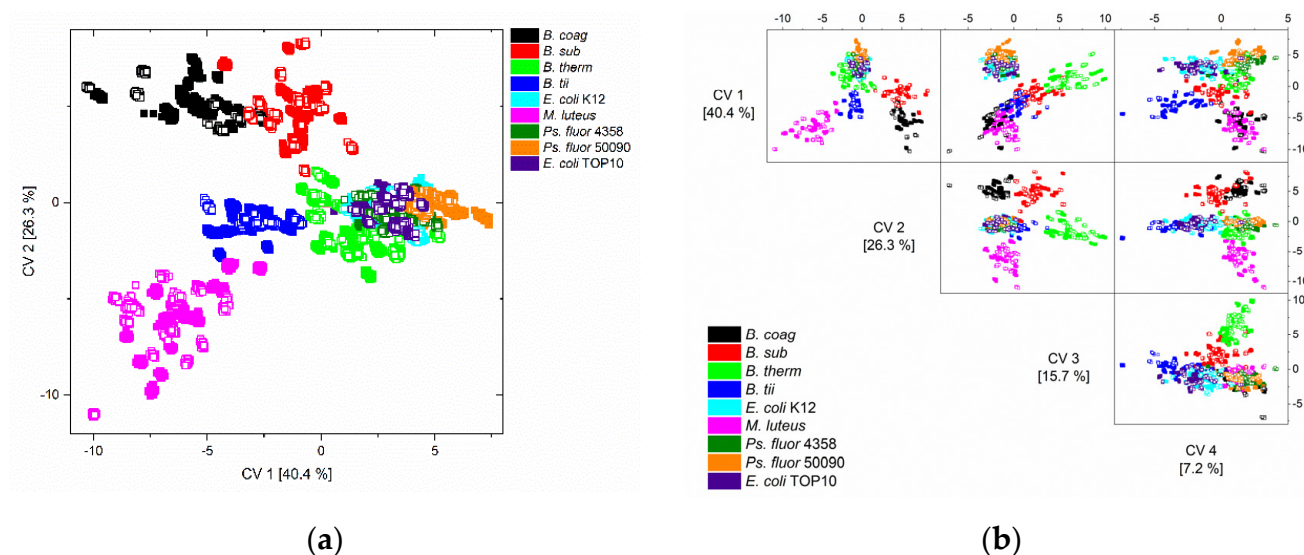 5
0
-10
-10
-5
0
5
CV 2 [26.3 %]
CV 1 [40.4 %]
B. coag
B. sub
B. therm
B. tii
E. coli K12
M. luteus
Ps. fluor 4358
Ps. fluor 50090
E. coli TOP10
(a)
-10 -5 0 5
-5 0 5 10
-5 0 5
CV 1
[40.4 %]
5
0
-5
-10
CV 2
[26.3 %]
5
0
-5
-10
CV 3
[15.7 %]
10
5
0
-5
CV 4
[7.2 %]
B. coag
B. sub
B. therm
B. tii
E. coli K12
M. luteus
Ps. fluor 4358
Ps. fluor 50090
E. coli TOP10
(b)